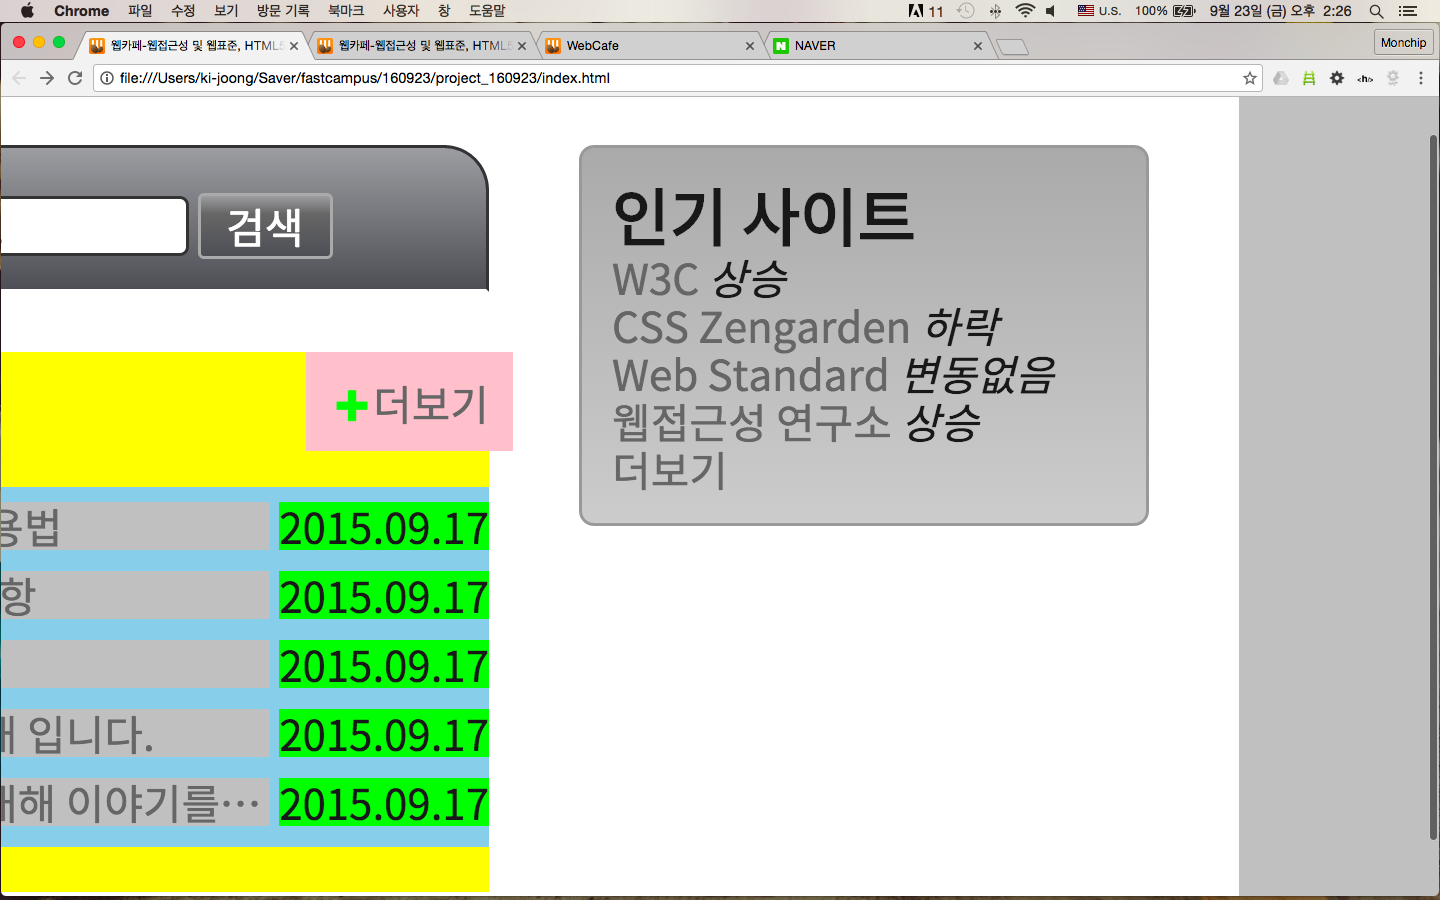 Chrome 파일 수정 보기 방문 기록 북마크 사용자 창 도움말 11 U.S. 100% 9월 23일 (금) 오후 2:26
웹카페-웹접근성 및 웹표준, HTML5 웹카페-웹접근성 및 웹표준, HTML5 WebCafe NAVER Monchip
file:///Users/ki-joong/Saver/fastcampus/160923/project_160923/index.html <h/>
검색
더보기
용법 2015.09.17
항 2015.09.17
2015.09.17
입니다. 2015.09.17
이야기를… 2015.09.17
인기 사이트
W3C 상승
CSS Zengarden 하락
Web Standard 변동없음
웹접근성 연구소 상승
더보기